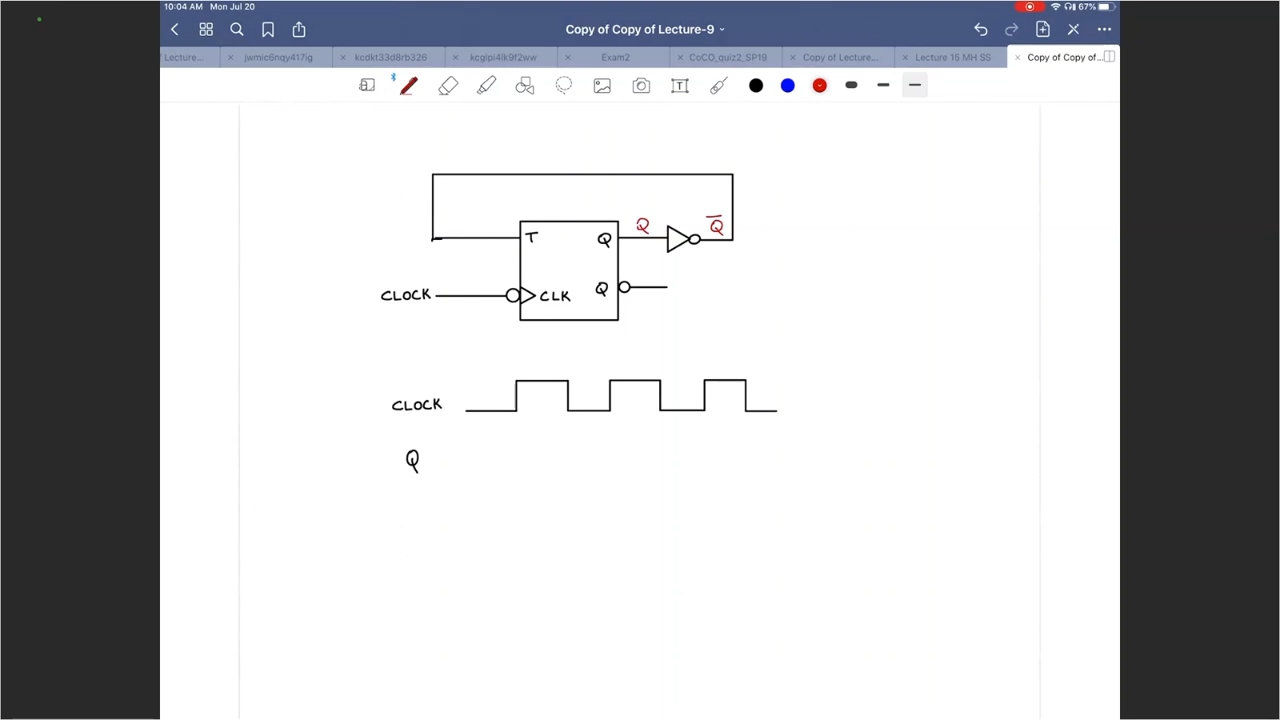 10:04 AM Mon Jul 20
67%
Copy of Copy of Lecture-9
Lecture...
jwmic6nqy417ig
kcdkt33d8rb326
kcgipi4lk9f2ww
Exam2
CoCO_quiz2_SP19
Copy of Lecture...
Lecture 15 MH SS
Copy of Copy of...
T
T Q Q Q̅
CLOCK CLK Q
CLOCK
Q